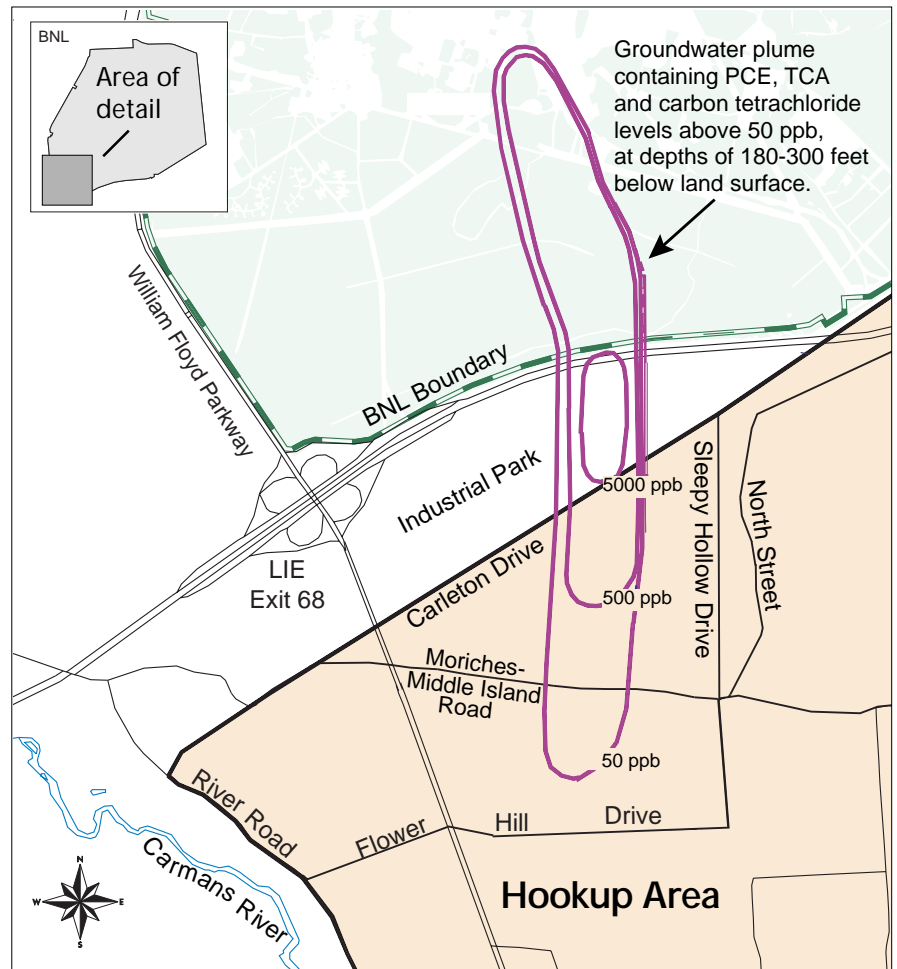 BNL
Area of
detail
Groundwater plume
containing PCE, TCA
and carbon tetrachloride
levels above 50 ppb,
at depths of 180-300 feet
below land surface.
William Floyd Parkway
BNL Boundary
Industrial Park
5000 ppb
Sleepy Hollow Drive
North Street
LIE
Exit 68
Carleton Drive
500 ppb
Moriches-
Middle Island
Road
50 ppb
River Road
Flower Hill Drive
Carmans River
Hookup Area
N
W
E
S